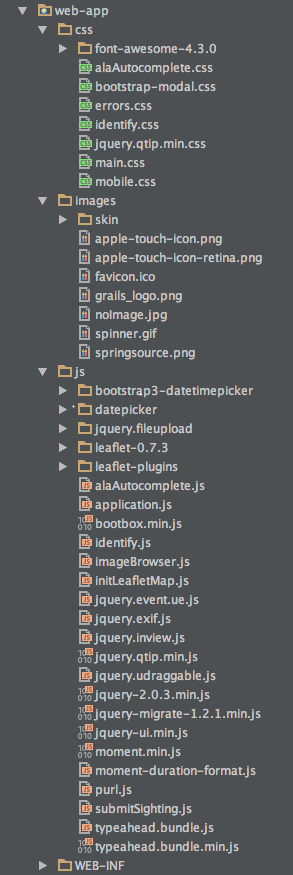 web-app
css
font-awesome-4.3.0
alaAutocomplete.css
bootstrap-modal.css
errors.css
identify.css
jquery.qtip.min.css
main.css
mobile.css
images
skin
apple-touch-icon.png
apple-touch-icon-retina.png
favicon.ico
grails_logo.png
noImage.jpg
spinner.gif
springsource.png
js
bootstrap3-datetimepicker
datepicker
jquery.fileupload
leaflet-0.7.3
leaflet-plugins
alaAutocomplete.js
application.js
bootbox.min.js
identify.js
imageBrowser.js
initLeafletMap.js
jquery.event.ue.js
jquery.exif.js
jquery.inview.js
jquery.qtip.min.js
jquery.udraggable.js
jquery-2.0.3.min.js
jquery-migrate-1.2.1.min.js
jquery-ui.min.js
moment.min.js
moment-duration-format.js
purl.js
submitSighting.js
typeahead.bundle.js
typeahead.bundle.min.js
WEB-INF